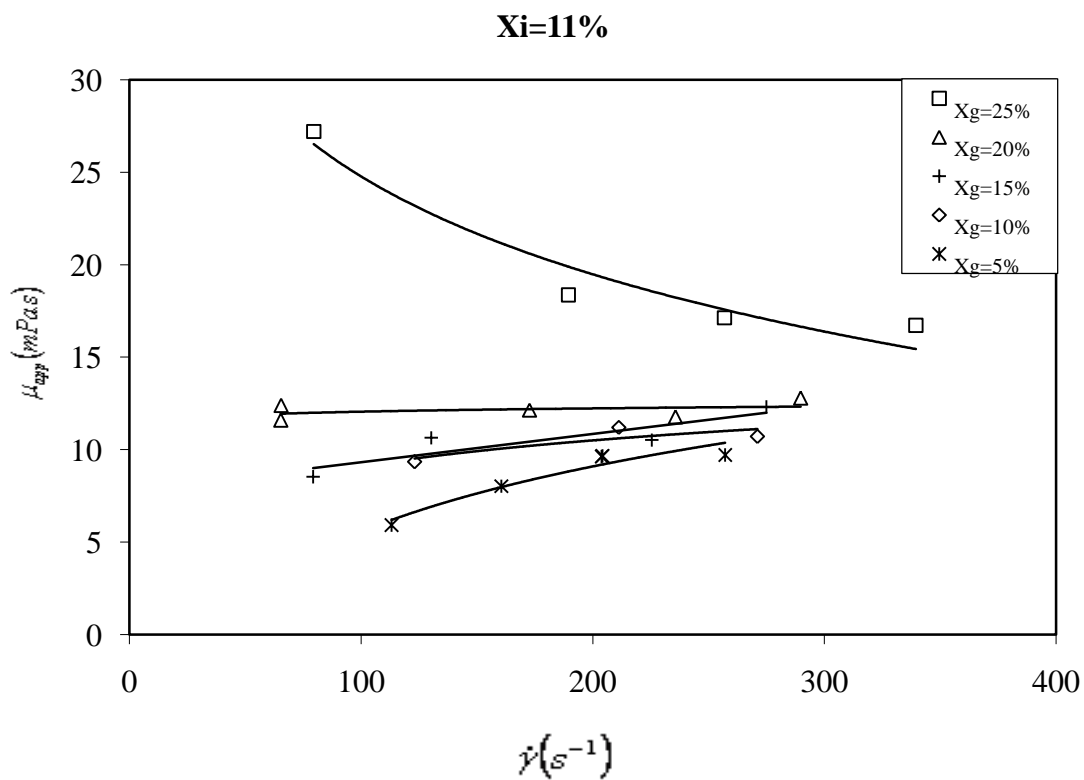 Xi=11%
30
25
20
15
10
5
0
μapp(mPas)
0 100 200 300 400
γ̇(s⁻¹)
Xg=25%
Xg=20%
Xg=15%
Xg=10%
Xg=5%